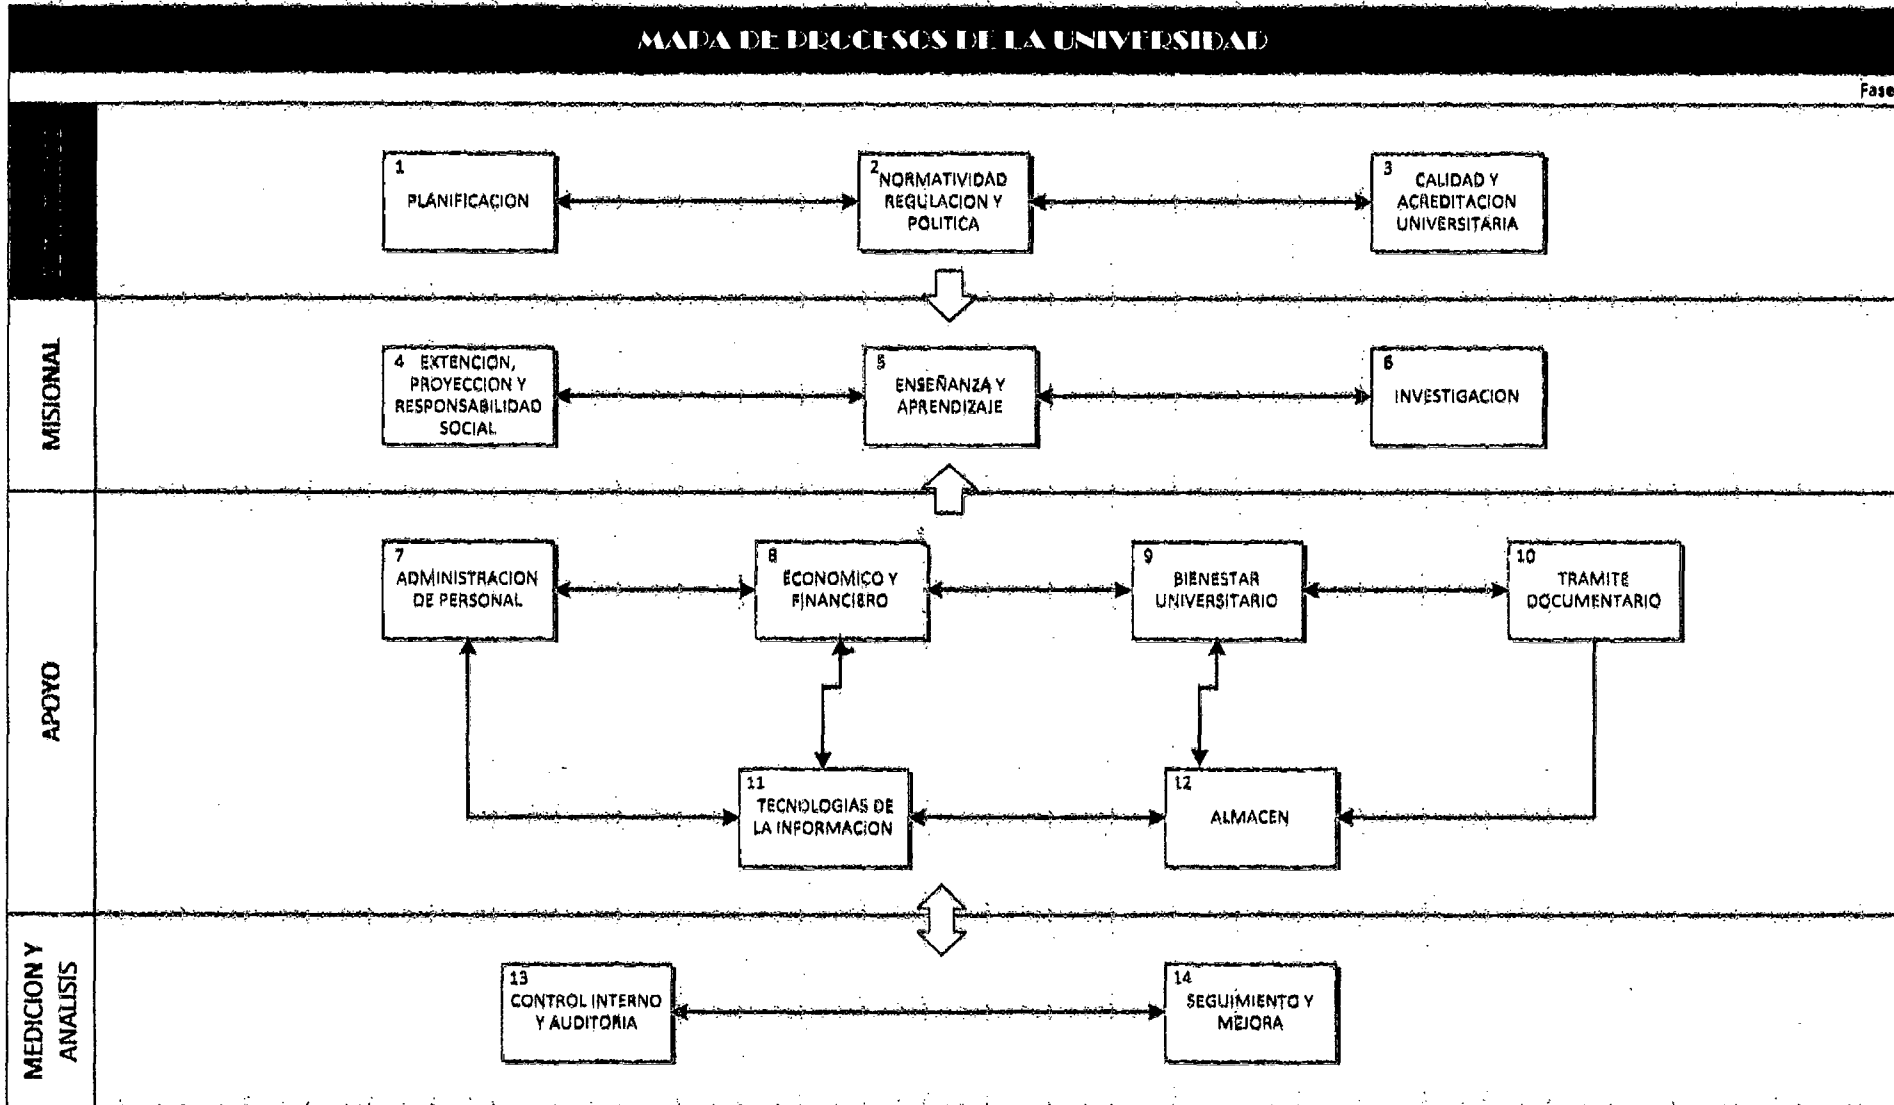 MAPA DE PROCESOS DE LA UNIVERSIDAD
Fase
1
PLANIFICACION
2
NORMATIVIDAD
REGULACION Y
POLITICA
3
CALIDAD Y
ACREDITACION
UNIVERSITARIA
MISIONAL
4
EXTENCION,
PROYECCION Y
RESPONSABILIDAD
SOCIAL
5
ENSEÑANZA Y
APRENDIZAJE
6
INVESTIGACION
APOYO
7
ADMINISTRACION
DE PERSONAL
8
ECONOMICO Y
FINANCIERO
9
BIENESTAR
UNIVERSITARIO
10
TRAMITE
DOCUMENTARIO
11
TECNOLOGIAS DE
LA INFORMACION
12
ALMACEN
MEDICION Y
ANALISIS
13
CONTROL INTERNO
Y AUDITORIA
14
SEGUIMIENTO Y
MEJORA